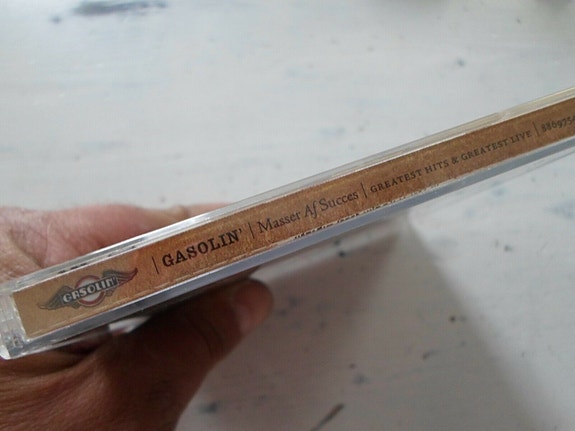 GASOLIN'
| GASOLIN' | Masser Af Succes | GREATEST HITS & GREATEST LIVE |